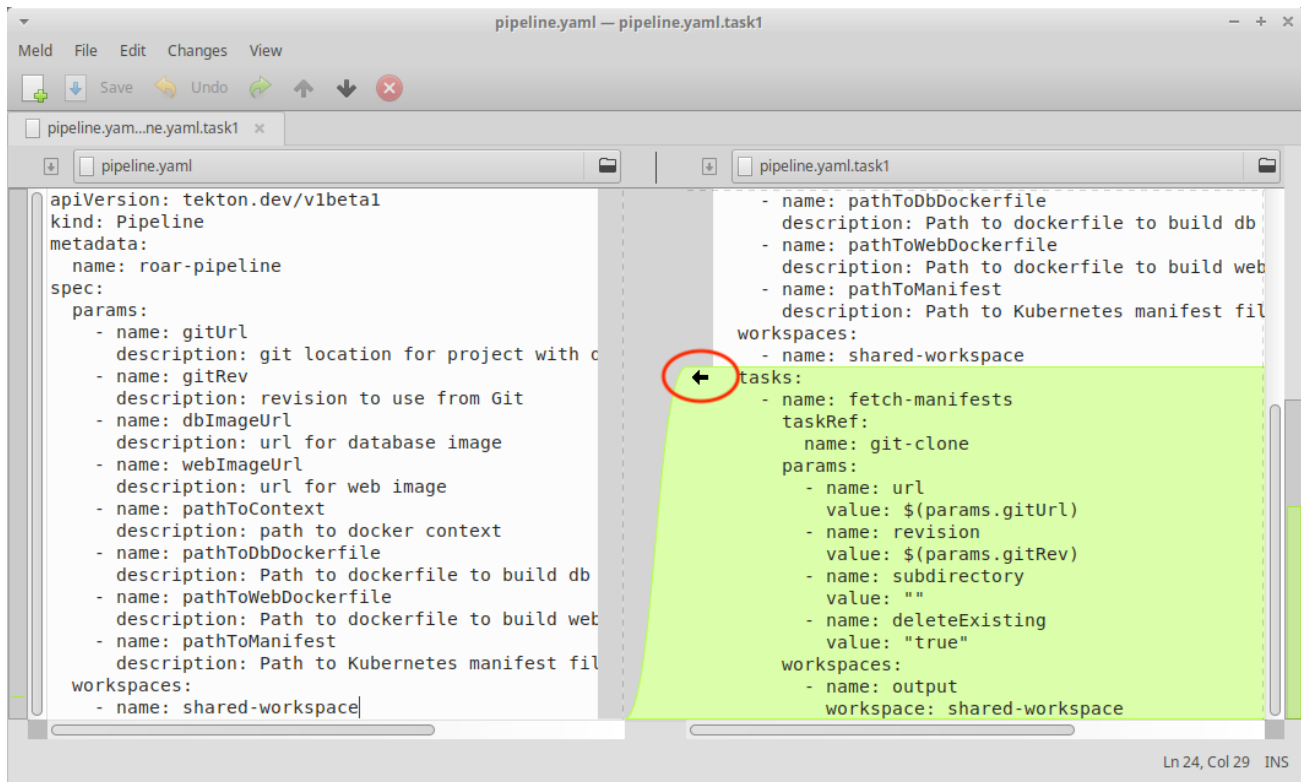 pipeline.yaml — pipeline.yaml.task1
Meld File Edit Changes View
Save Undo
pipeline.yam...ne.yaml.task1
pipeline.yaml
apiVersion: tekton.dev/v1beta1
kind: Pipeline
metadata:
  name: roar-pipeline
spec:
  params:
    - name: gitUrl
      description: git location for project with
    - name: gitRev
      description: revision to use from Git
    - name: dbImageUrl
      description: url for database image
    - name: webImageUrl
      description: url for web image
    - name: pathToContext
      description: path to docker context
    - name: pathToDbDockerfile
      description: Path to dockerfile to build db
    - name: pathToWebDockerfile
      description: Path to dockerfile to build web
    - name: pathToManifest
      description: Path to Kubernetes manifest fil
  workspaces:
    - name: shared-workspace
pipeline.yaml.task1
    - name: pathToDbDockerfile
      description: Path to dockerfile to build db
    - name: pathToWebDockerfile
      description: Path to dockerfile to build web
    - name: pathToManifest
      description: Path to Kubernetes manifest fil
  workspaces:
    - name: shared-workspace
  tasks:
    - name: fetch-manifests
      taskRef:
        name: git-clone
      params:
        - name: url
          value: $(params.gitUrl)
        - name: revision
          value: $(params.gitRev)
        - name: subdirectory
          value: ""
        - name: deleteExisting
          value: "true"
      workspaces:
        - name: output
          workspace: shared-workspace
Ln 24, Col 29 INS